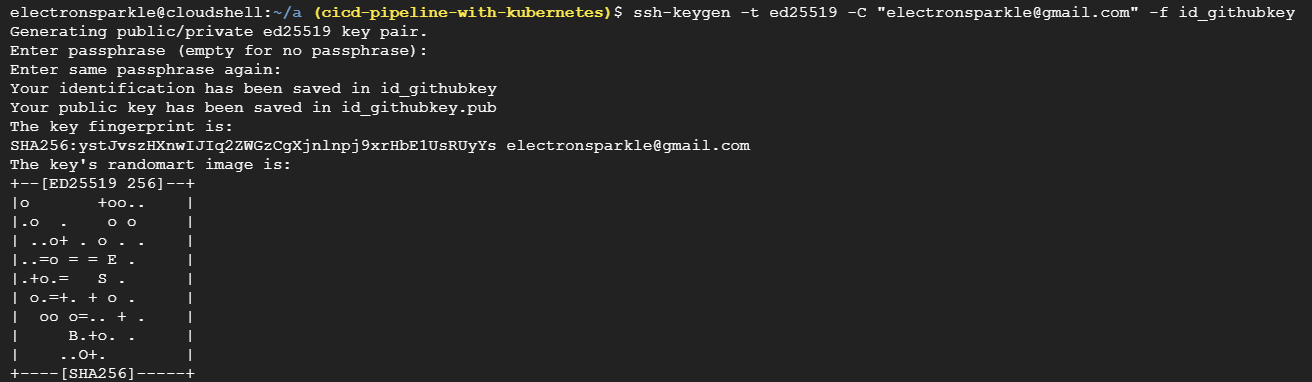 electronsparkle@cloudshell:~/a (cicd-pipeline-with-kubernetes)$ ssh-keygen -t ed25519 -C "electronsparkle@gmail.com" -f id_githubkey
Generating public/private ed25519 key pair.
Enter passphrase (empty for no passphrase):
Enter same passphrase again:
Your identification has been saved in id_githubkey
Your public key has been saved in id_githubkey.pub
The key fingerprint is:
SHA256:ystJvszHXnwIJIq2ZWGzCgXjnlnpj9xrHbE1UsRUyYs electronsparkle@gmail.com
The key's randomart image is:
+--[ED25519 256]--+
|o       +oo..    |
|.o  .    o o     |
| ..o+ . o . .    |
|..=o = = E .     |
|.+o.=   S .      |
| o.=+. + o .     |
|  oo o=.. + .    |
|     B.+o. .     |
|    ..O+.        |
+----[SHA256]-----+